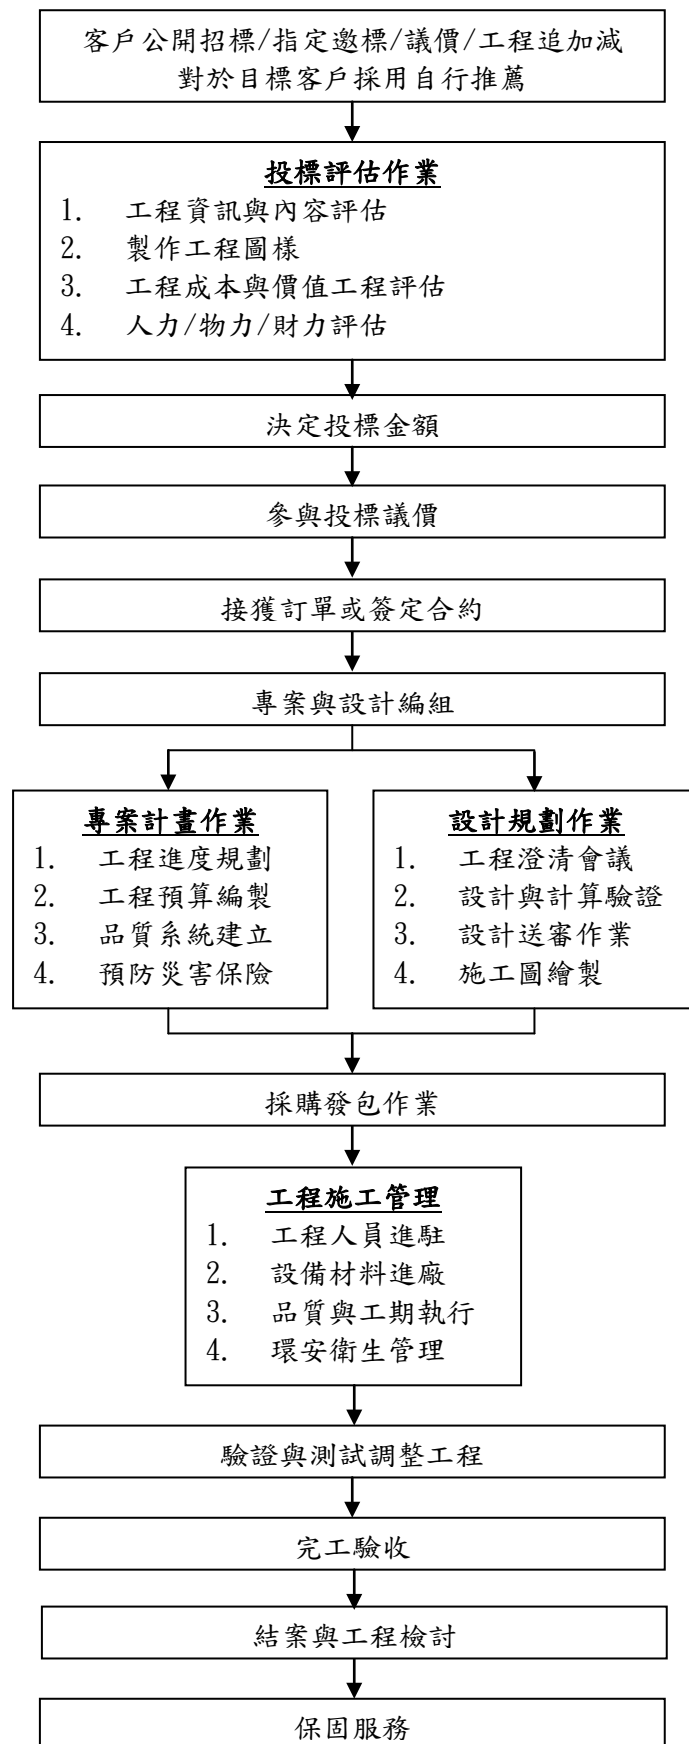 客戶公開招標/指定邀標/議價/工程追加減
對於目標客戶採用自行推薦
投標評估作業
1. 工程資訊與內容評估
2. 製作工程圖樣
3. 工程成本與價值工程評估
4. 人力/物力/財力評估
決定投標金額
參與投標議價
接獲訂單或簽定合約
專案與設計編組
專案計畫作業
1. 工程進度規劃
2. 工程預算編製
3. 品質系統建立
4. 預防災害保險
設計規劃作業
1. 工程澄清會議
2. 設計與計算驗證
3. 設計送審作業
4. 施工圖繪製
採購發包作業
工程施工管理
1. 工程人員進駐
2. 設備材料進廠
3. 品質與工期執行
4. 環安衛生管理
驗證與測試調整工程
完工驗收
結案與工程檢討
保固服務